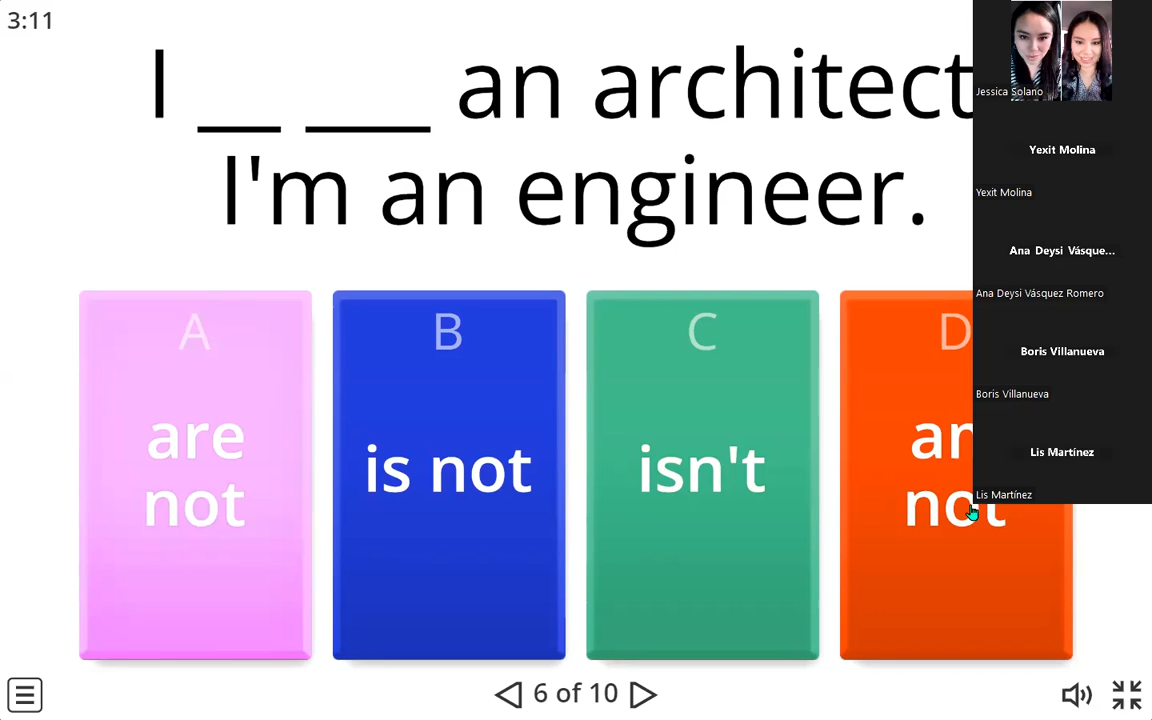 3:11
I __ ___ an architect
I'm an engineer.
A
are
not
B
is not
C
isn't
D
not
6 of 10
Jessica Solano
Yexit Molina
Yexit Molina
Ana Deysi Vásque...
Ana Deysi Vásquez Romero
Boris Villanueva
Boris Villanueva
Lis Martínez
Lis Martínez